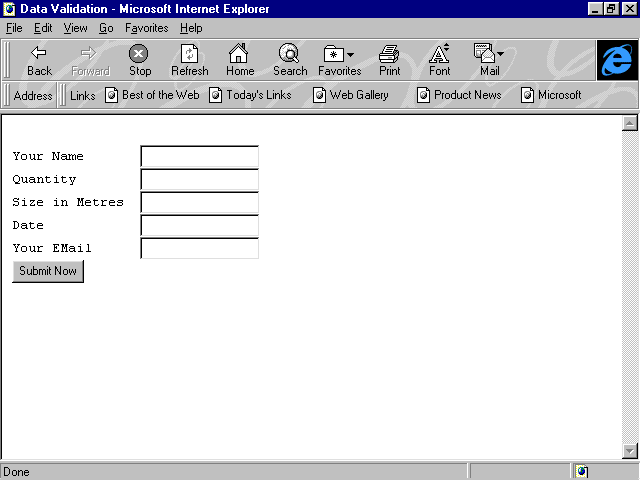 Data Validation - Microsoft Internet Explorer
File Edit View Go Favorites Help
Back Forward Stop Refresh Home Search Favorites Print Font Mail
Address Links Best of the Web Today's Links Web Gallery Product News Microsoft
Your Name
Quantity
Size in Metres
Date
Your EMail
Submit Now
Done